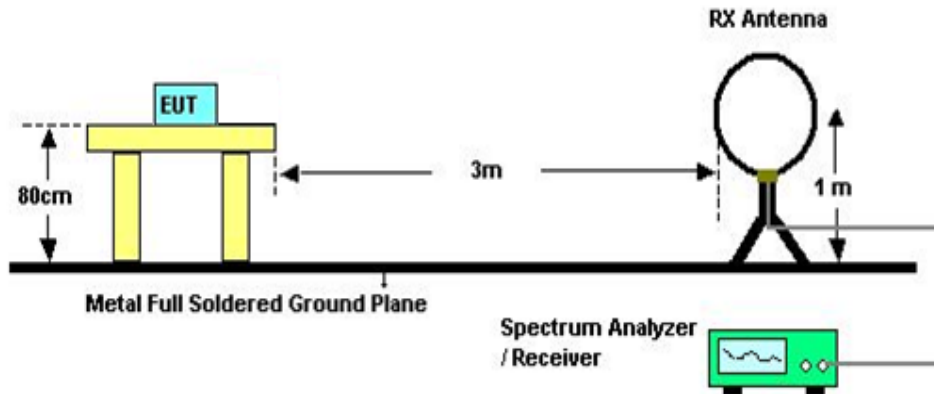 RX Antenna
EUT
80cm
3m
1 m
Metal Full Soldered Ground Plane
Spectrum Analyzer
/ Receiver